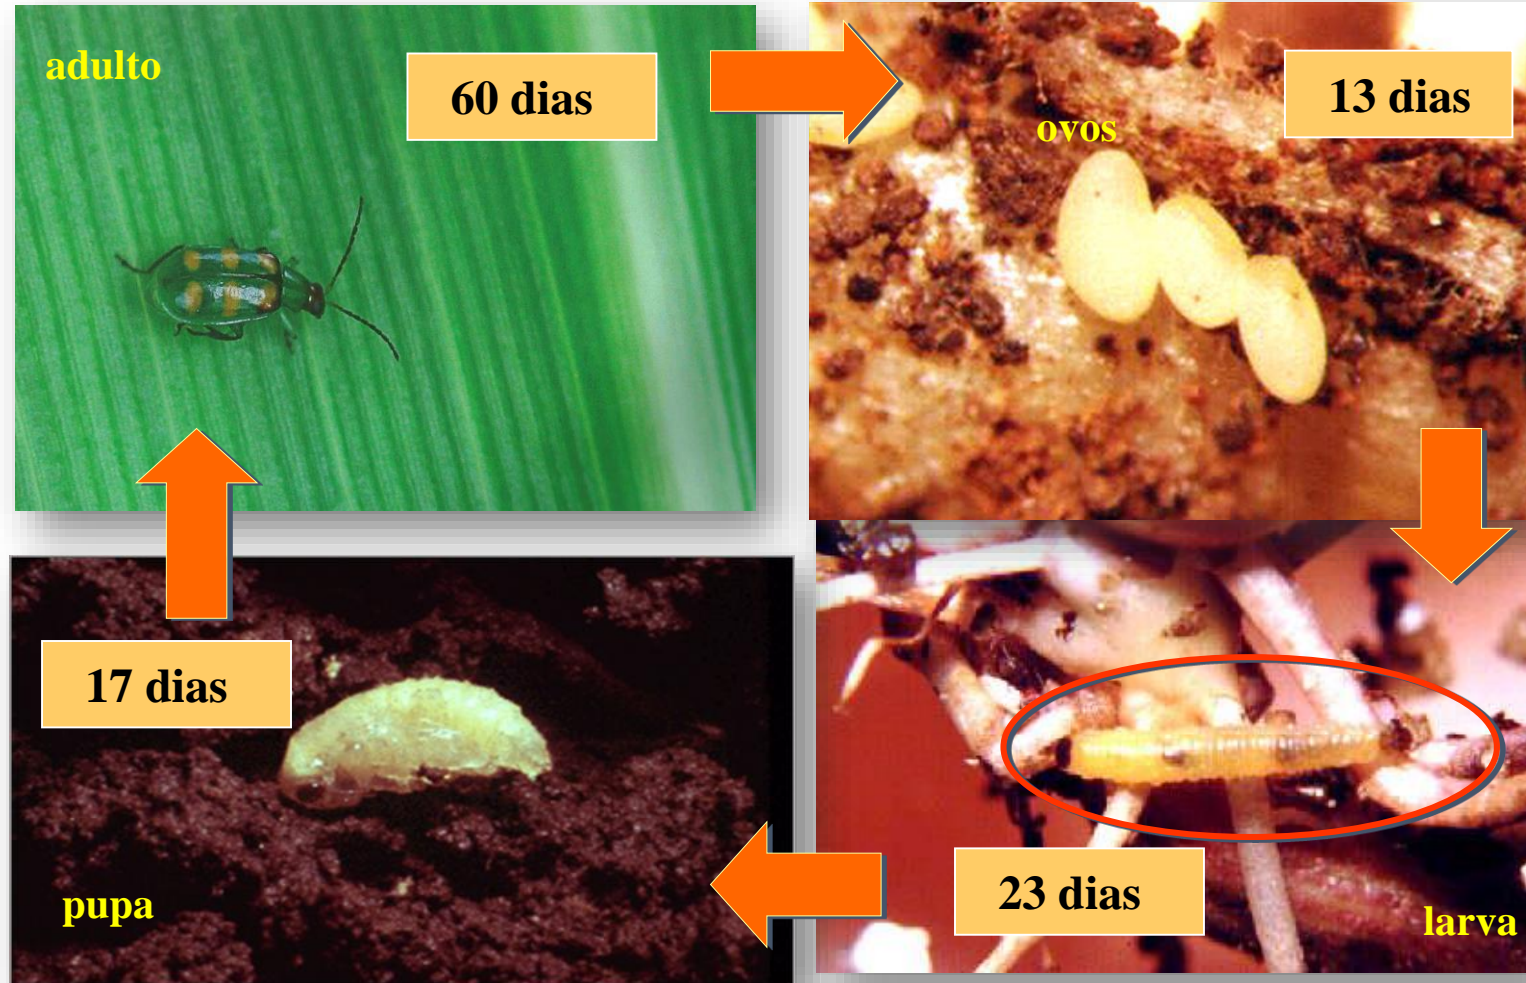 adulto
60 dias
ovos
13 dias
17 dias
pupa
23 dias
larva